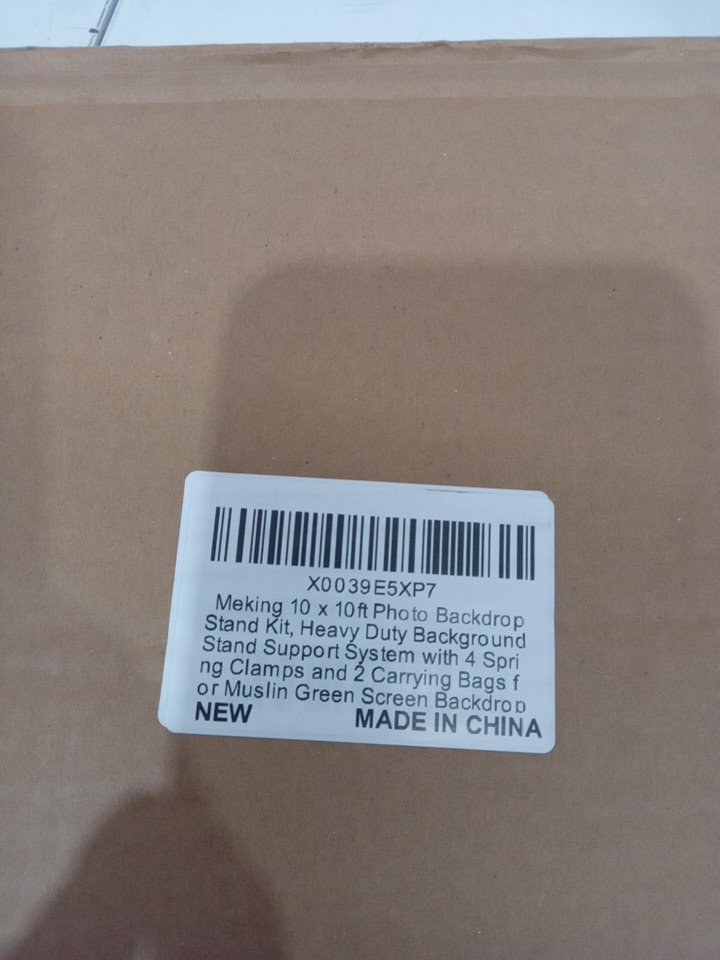 X0039E5XP7
Meking 10 x 10ft Photo Backdrop
Stand Kit, Heavy Duty Background
Stand Support System with 4 Spri
ng Clamps and 2 Carrying Bags f
or Muslin Green Screen Backdrop
NEW MADE IN CHINA